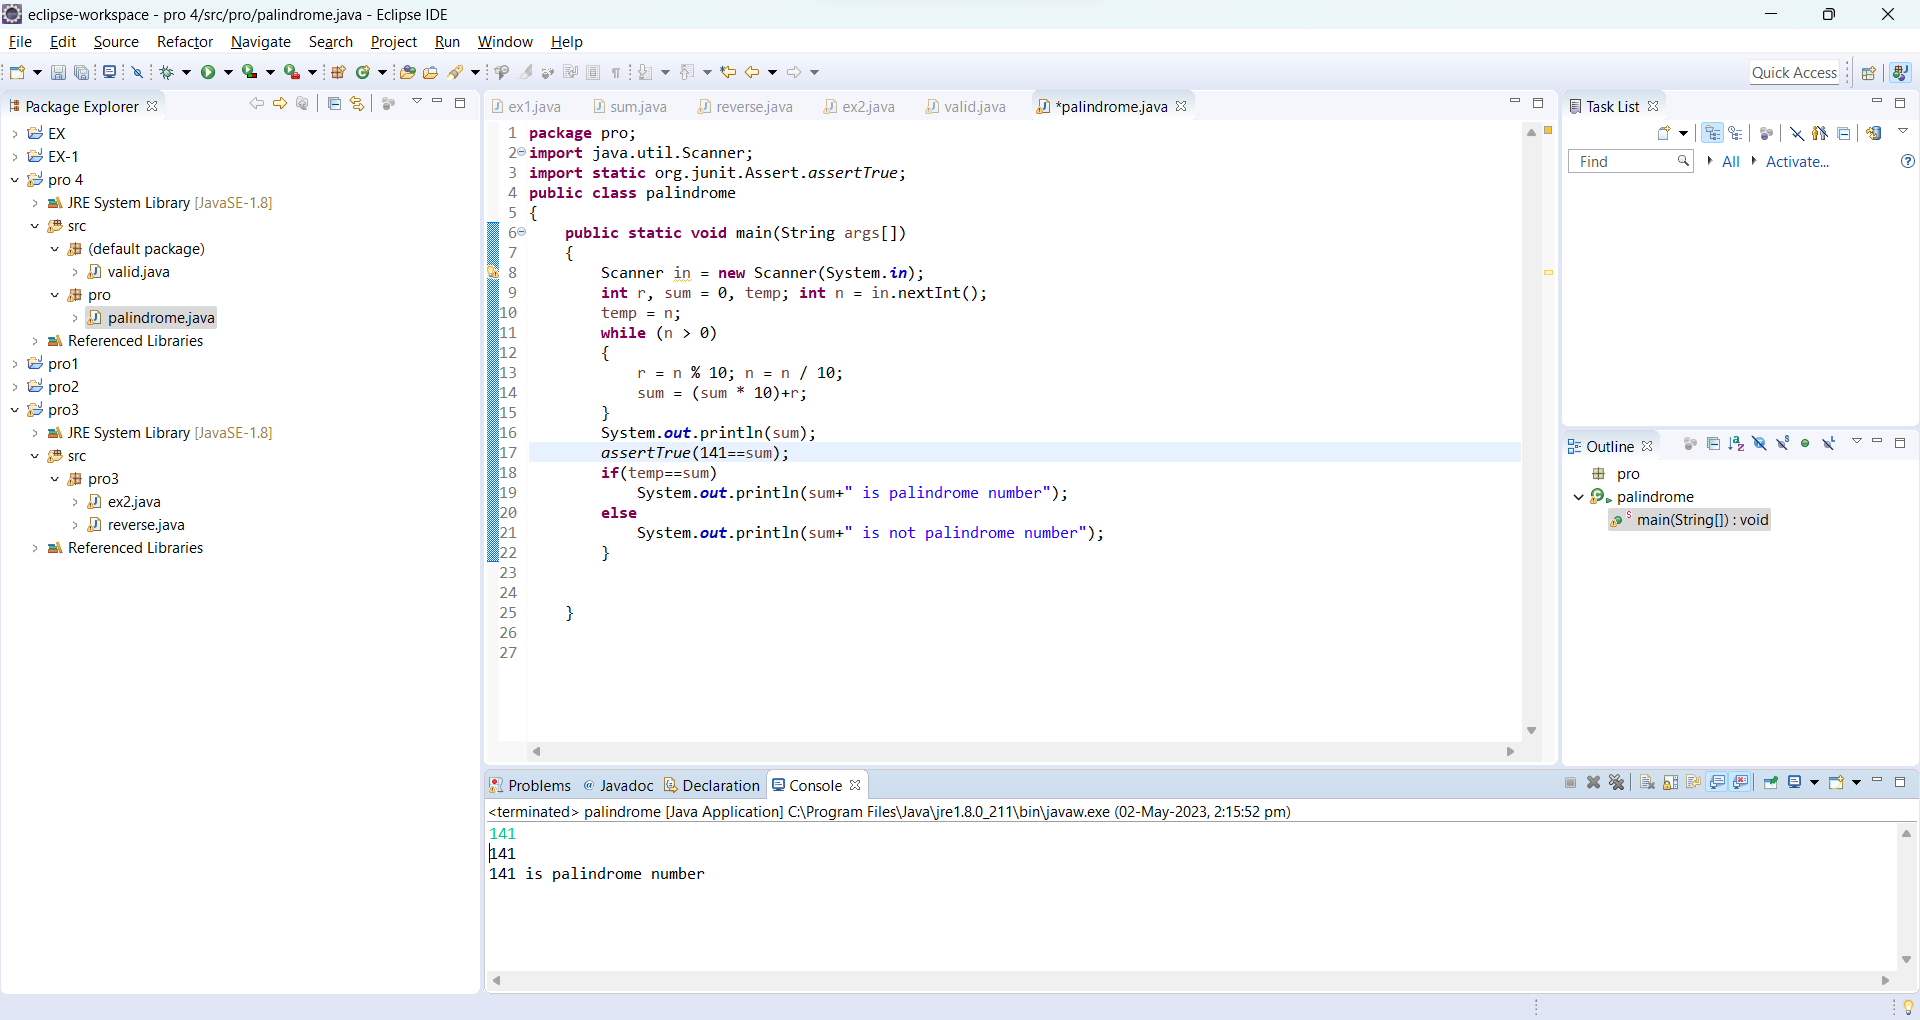 eclipse-workspace - pro 4/src/pro/palindrome.java - Eclipse IDE
File Edit Source Refactor Navigate Search Project Run Window Help
Quick Access
Package Explorer
EX
EX-1
pro 4
JRE System Library [JavaSE-1.8]
src
(default package)
valid.java
pro
palindrome.java
Referenced Libraries
pro1
pro2
pro3
JRE System Library [JavaSE-1.8]
src
pro3
ex2.java
reverse.java
Referenced Libraries
ex1.java sum.java reverse.java ex2.java valid.java *palindrome.java
1 package pro;
2 import java.util.Scanner;
3 import static org.junit.Assert.assertTrue;
4 public class palindrome
5 {
6 public static void main(String args[])
7 {
8 Scanner in = new Scanner(System.in);
9 int r, sum = 0, temp; int n = in.nextInt();
10 temp = n;
11 while (n > 0)
12 {
13 r = n % 10; n = n / 10;
14 sum = (sum * 10)+r;
15 }
16 System.out.println(sum);
17 assertTrue(141==sum);
18 if(temp==sum)
19 System.out.println(sum+" is palindrome number");
20 else
21 System.out.println(sum+" is not palindrome number");
22 }
23
24
25 }
26
27
Task List
Find All Activate...
Outline
pro
palindrome
main(String[]) : void
Problems @ Javadoc Declaration Console
<terminated> palindrome [Java Application] C:\Program Files\Java\jre1.8.0_211\bin\javaw.exe (02-May-2023, 2:15:52 pm)
141
141
141 is palindrome number